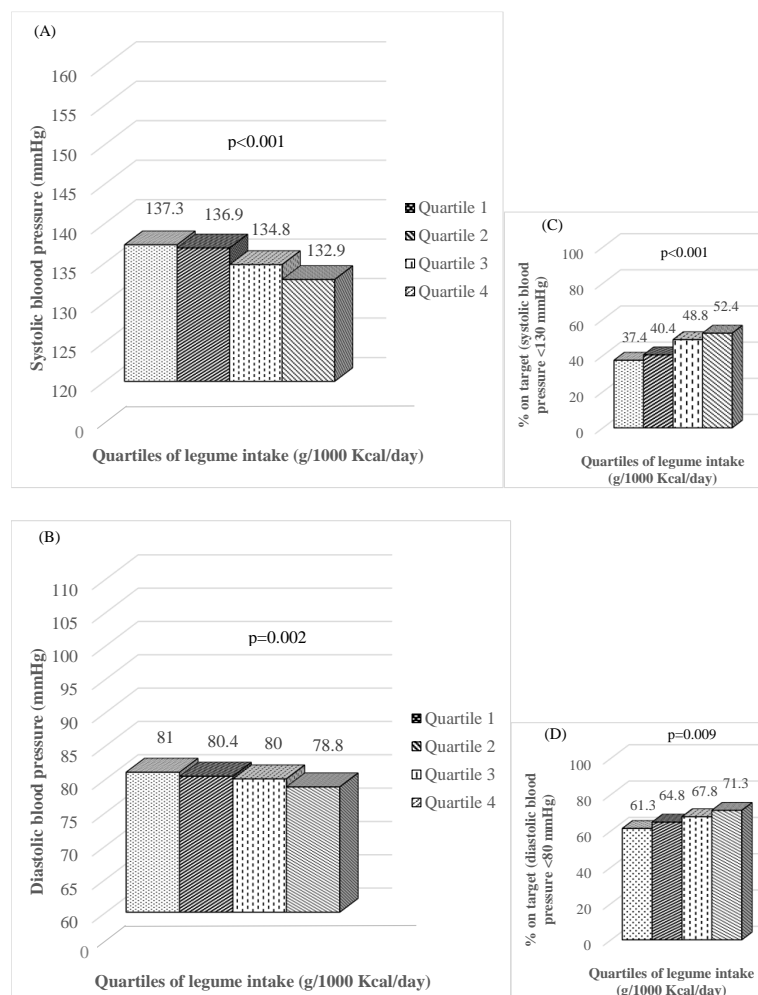 (A)
160
155
150
145
140
135
130
125
120
0
Systolic bloood pressure (mmHg)
p<0.001
137.3
136.9
134.8
132.9
Quartile 1
Quartile 2
Quartile 3
Quartile 4
Quartiles of legume intake (g/1000 Kcal/day)
(C)
100
80
60
40
20
0
% on target (systolic blood
pressure <130 mmHg)
p<0.001
37.4
40.4
48.8
52.4
Quartiles of legume intake
(g/1000 Kcal/day)
(B)
110
105
100
95
90
85
80
75
70
65
60
0
Diastolic blood pressure (mmHg)
p=0.002
81
80.4
80
78.8
Quartile 1
Quartile 2
Quartile 3
Quartile 4
Quartiles of legume intake (g/1000 Kcal/day)
(D)
100
80
60
40
20
0
% on target (diastolic blood
pressure <80 mmHg)
p=0.009
61.3
64.8
67.8
71.3
Quartiles of legume intake
(g/1000 Kcal/day)